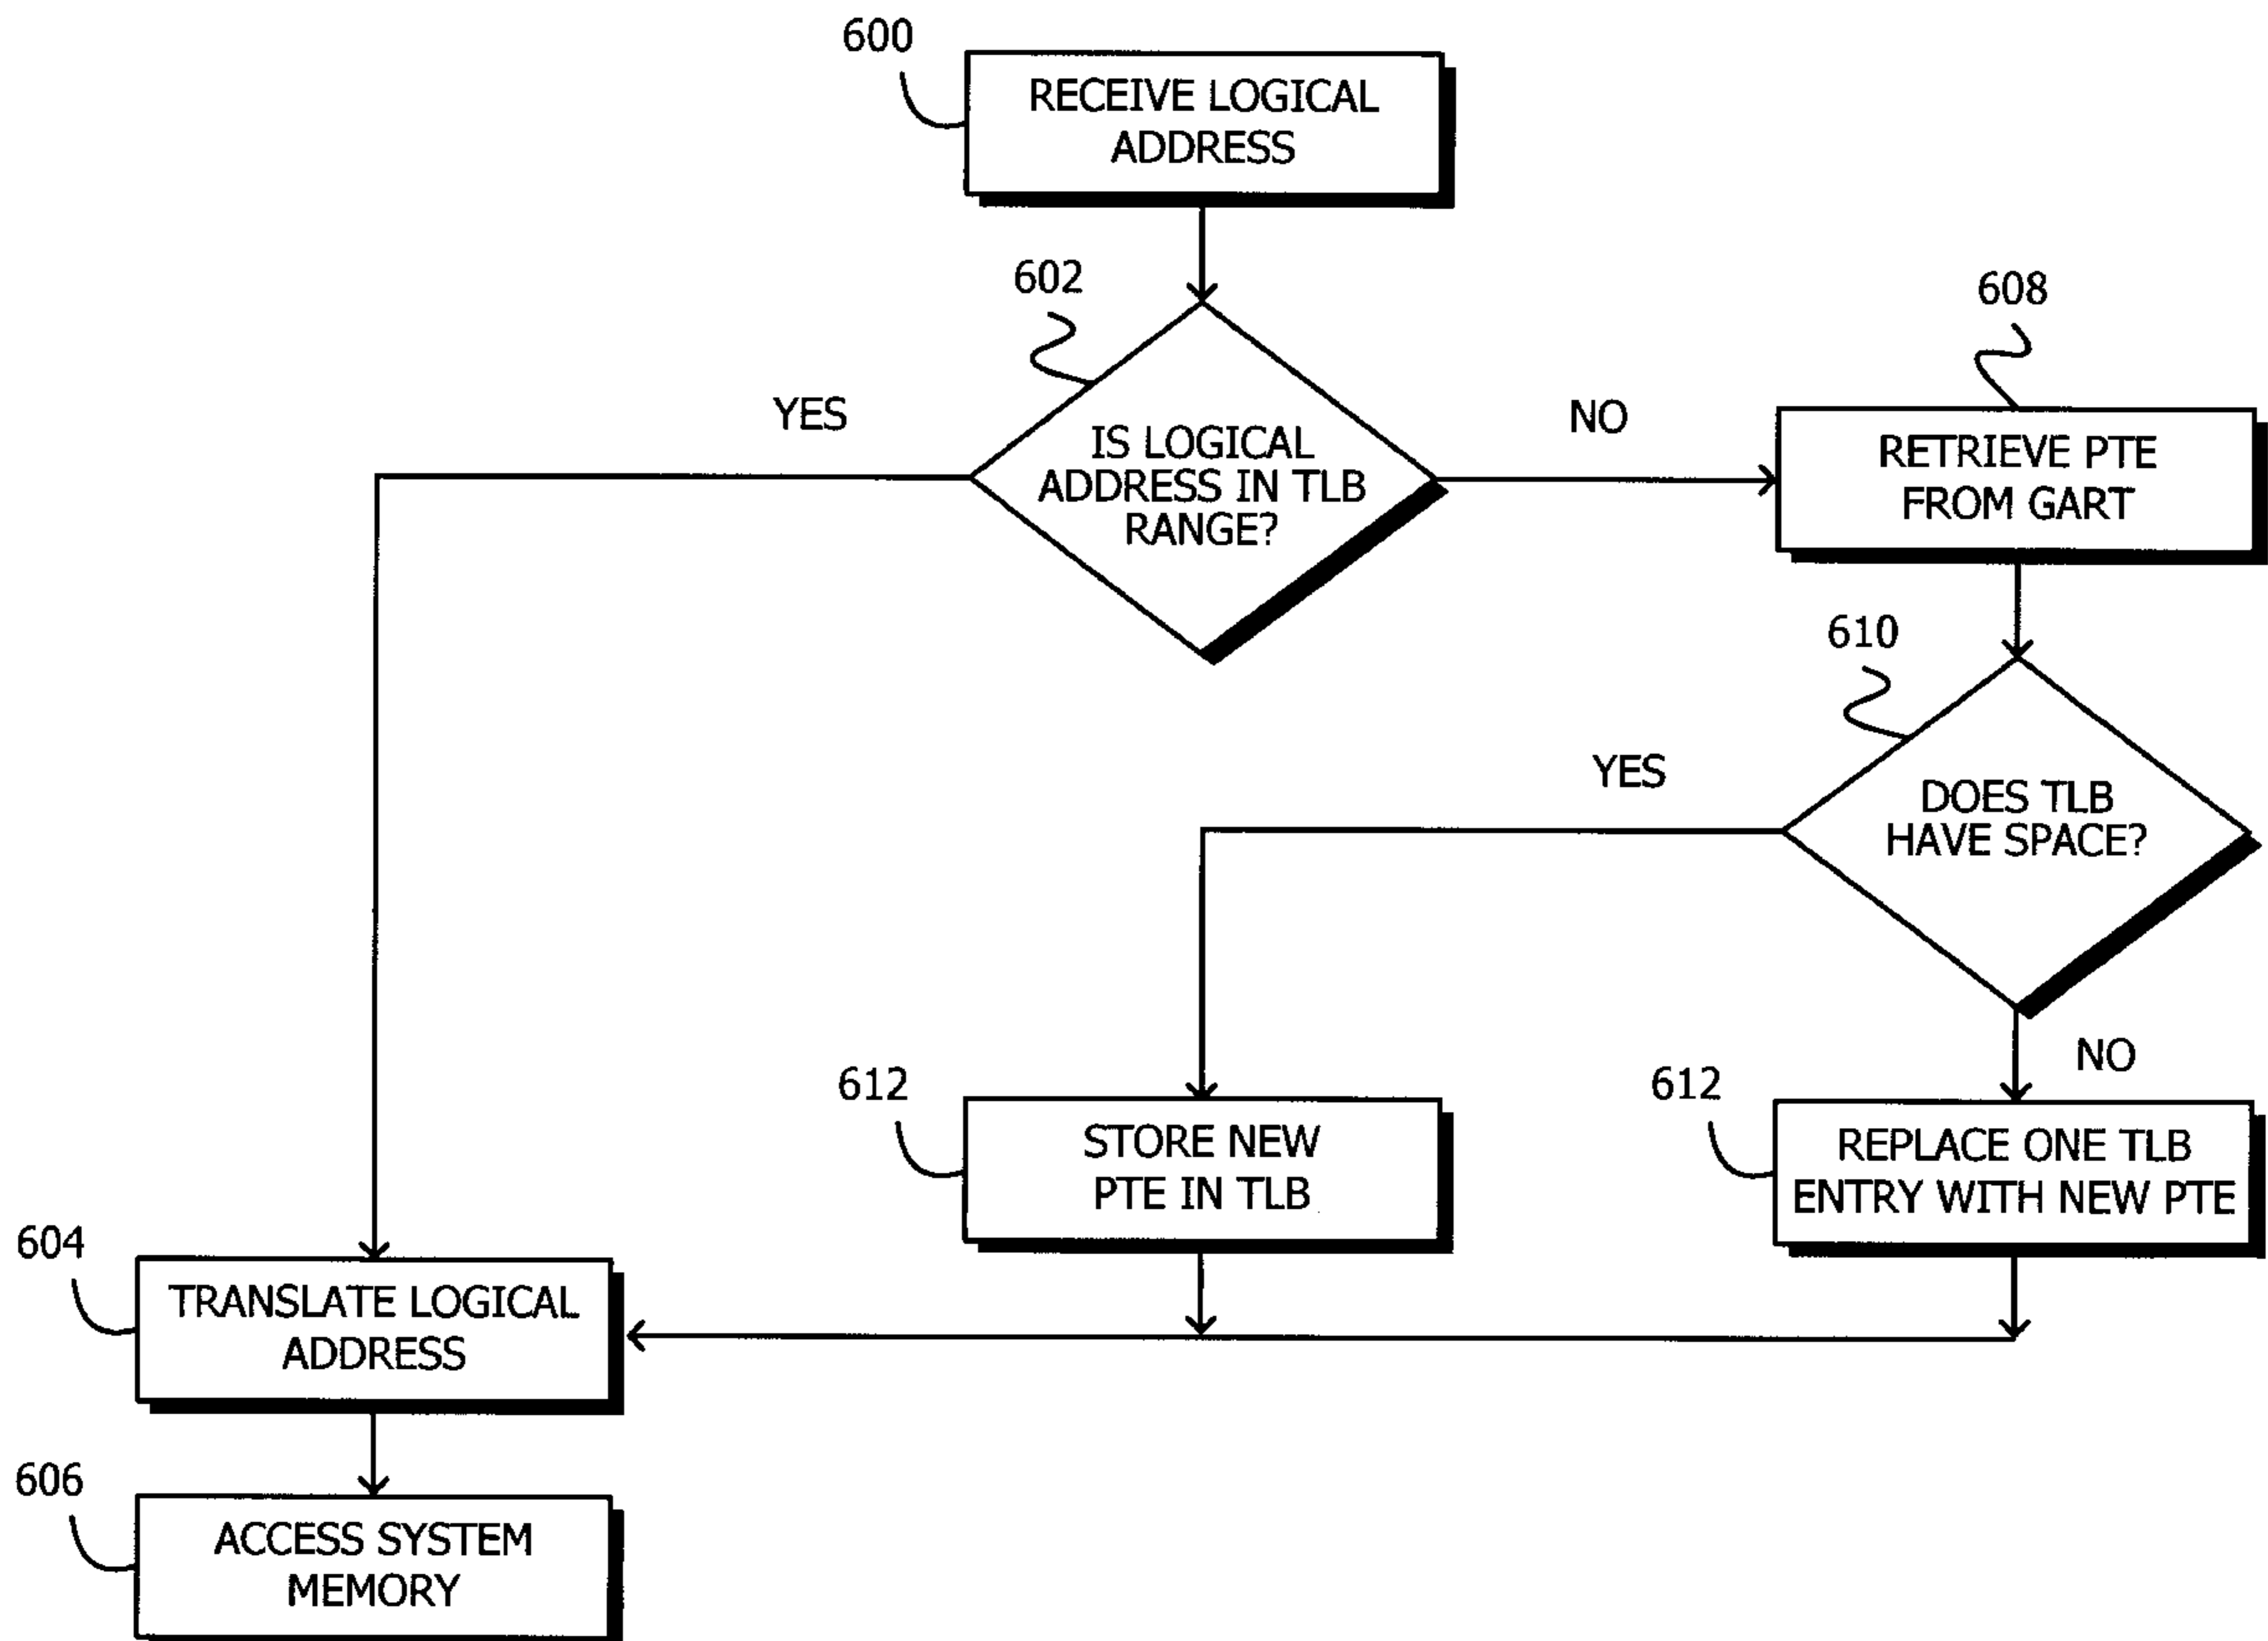 600
RECEIVE LOGICAL
ADDRESS
602
608
YES
NO
IS LOGICAL
ADDRESS IN TLB
RANGE?
RETRIEVE PTE
FROM GART
610
YES
DOES TLB
HAVE SPACE?
NO
612
STORE NEW
PTE IN TLB
612
REPLACE ONE TLB
ENTRY WITH NEW PTE
604
TRANSLATE LOGICAL
ADDRESS
606
ACCESS SYSTEM
MEMORY